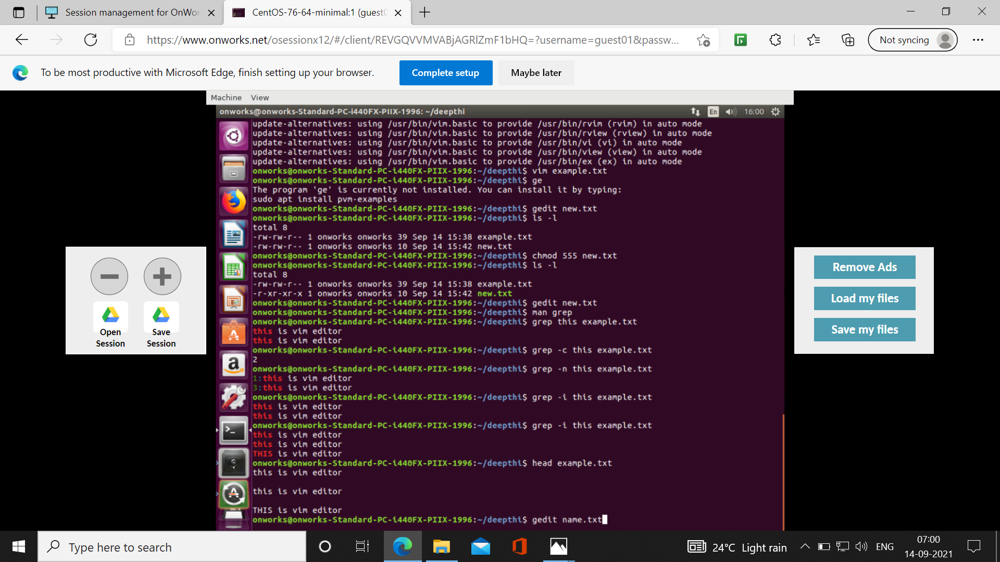 Session management for OnWor
CentOS-76-64-minimal:1 (guest0
https://www.onworks.net/osessionx12/#/client/REVGQVVMVABjAGRlZmF1bHQ=?username=guest01&passw...
Not syncing
To be most productive with Microsoft Edge, finish setting up your browser.
Complete setup
Maybe later
Machine View
onworks@onworks-Standard-PC-i440FX-PIIX-1996: ~/deepthi
En
16:00
update-alternatives: using /usr/bin/vim.basic to provide /usr/bin/rvim (rvim) in auto mode
update-alternatives: using /usr/bin/vim.basic to provide /usr/bin/rview (rview) in auto mode
update-alternatives: using /usr/bin/vim.basic to provide /usr/bin/vi (vi) in auto mode
update-alternatives: using /usr/bin/vim.basic to provide /usr/bin/view (view) in auto mode
update-alternatives: using /usr/bin/vim.basic to provide /usr/bin/ex (ex) in auto mode
onworks@onworks-Standard-PC-i440FX-PIIX-1996:~/deepthi$ vim example.txt
onworks@onworks-Standard-PC-i440FX-PIIX-1996:~/deepthi$ ge
The program 'ge' is currently not installed. You can install it by typing:
sudo apt install pvm-examples
onworks@onworks-Standard-PC-i440FX-PIIX-1996:~/deepthi$ gedit new.txt
onworks@onworks-Standard-PC-i440FX-PIIX-1996:~/deepthi$ ls -l
total 8
-rw-rw-r-- 1 onworks onworks 39 Sep 14 15:38 example.txt
-rw-rw-r-- 1 onworks onworks 10 Sep 14 15:42 new.txt
onworks@onworks-Standard-PC-i440FX-PIIX-1996:~/deepthi$ chmod 555 new.txt
onworks@onworks-Standard-PC-i440FX-PIIX-1996:~/deepthi$ ls -l
total 8
-rw-rw-r-- 1 onworks onworks 39 Sep 14 15:38 example.txt
-r-xr-xr-x 1 onworks onworks 10 Sep 14 15:42 new.txt
onworks@onworks-Standard-PC-i440FX-PIIX-1996:~/deepthi$ gedit new.txt
onworks@onworks-Standard-PC-i440FX-PIIX-1996:~/deepthi$ man grep
onworks@onworks-Standard-PC-i440FX-PIIX-1996:~/deepthi$ grep this example.txt
this is vim editor
this is vim editor
onworks@onworks-Standard-PC-i440FX-PIIX-1996:~/deepthi$ grep -c this example.txt
2
onworks@onworks-Standard-PC-i440FX-PIIX-1996:~/deepthi$ grep -n this example.txt
1:this is vim editor
3:this is vim editor
onworks@onworks-Standard-PC-i440FX-PIIX-1996:~/deepthi$ grep -i this example.txt
this is vim editor
this is vim editor
onworks@onworks-Standard-PC-i440FX-PIIX-1996:~/deepthi$ grep -i this example.txt
this is vim editor
this is vim editor
THIS is vim editor
onworks@onworks-Standard-PC-i440FX-PIIX-1996:~/deepthi$ head example.txt
this is vim editor
this is vim editor
THIS is vim editor
onworks@onworks-Standard-PC-i440FX-PIIX-1996:~/deepthi$ gedit name.txt
Open Session
Save Session
Remove Ads
Load my files
Save my files
Type here to search
24°C Light rain
ENG
07:00
14-09-2021